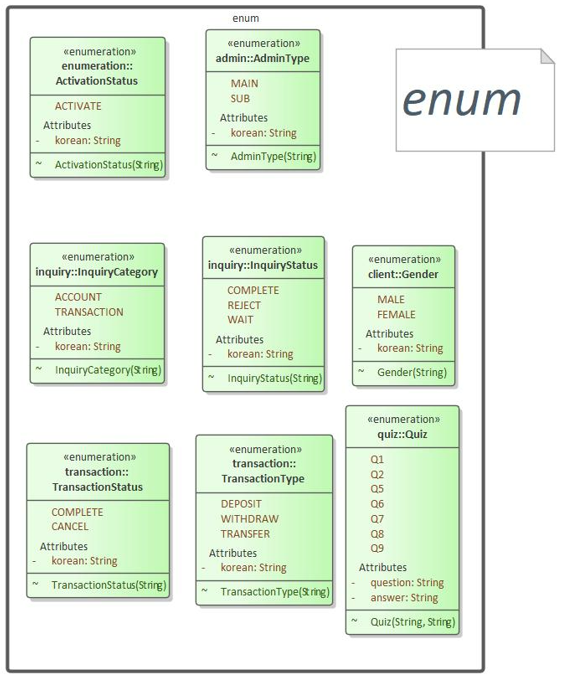 enum
enum
«enumeration»
enumeration::
ActivationStatus
ACTIVATE
Attributes
- korean: String
~ ActivationStatus(String)
«enumeration»
admin::AdminType
MAIN
SUB
Attributes
- korean: String
~ AdminType(String)
«enumeration»
inquiry::InquiryCategory
ACCOUNT
TRANSACTION
Attributes
- korean: String
~ InquiryCategory(String)
«enumeration»
inquiry::InquiryStatus
COMPLETE
REJECT
WAIT
Attributes
- korean: String
~ InquiryStatus(String)
«enumeration»
client::Gender
MALE
FEMALE
Attributes
- korean: String
~ Gender(String)
«enumeration»
transaction::
TransactionStatus
COMPLETE
CANCEL
Attributes
- korean: String
~ TransactionStatus(String)
«enumeration»
transaction::
TransactionType
DEPOSIT
WITHDRAW
TRANSFER
Attributes
- korean: String
~ TransactionType(String)
«enumeration»
quiz::Quiz
Q1
Q2
Q5
Q6
Q7
Q8
Q9
Attributes
- question: String
- answer: String
~ Quiz(String, String)